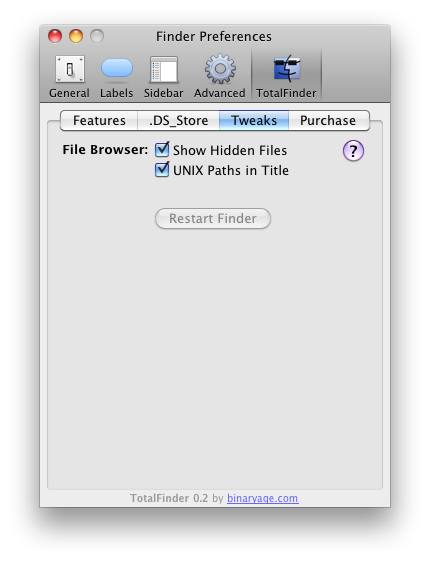 Finder Preferences
General Labels Sidebar Advanced TotalFinder
Features .DS_Store Tweaks Purchase
File Browser: Show Hidden Files ?
UNIX Paths in Title
Restart Finder
TotalFinder 0.2 by binaryage.com